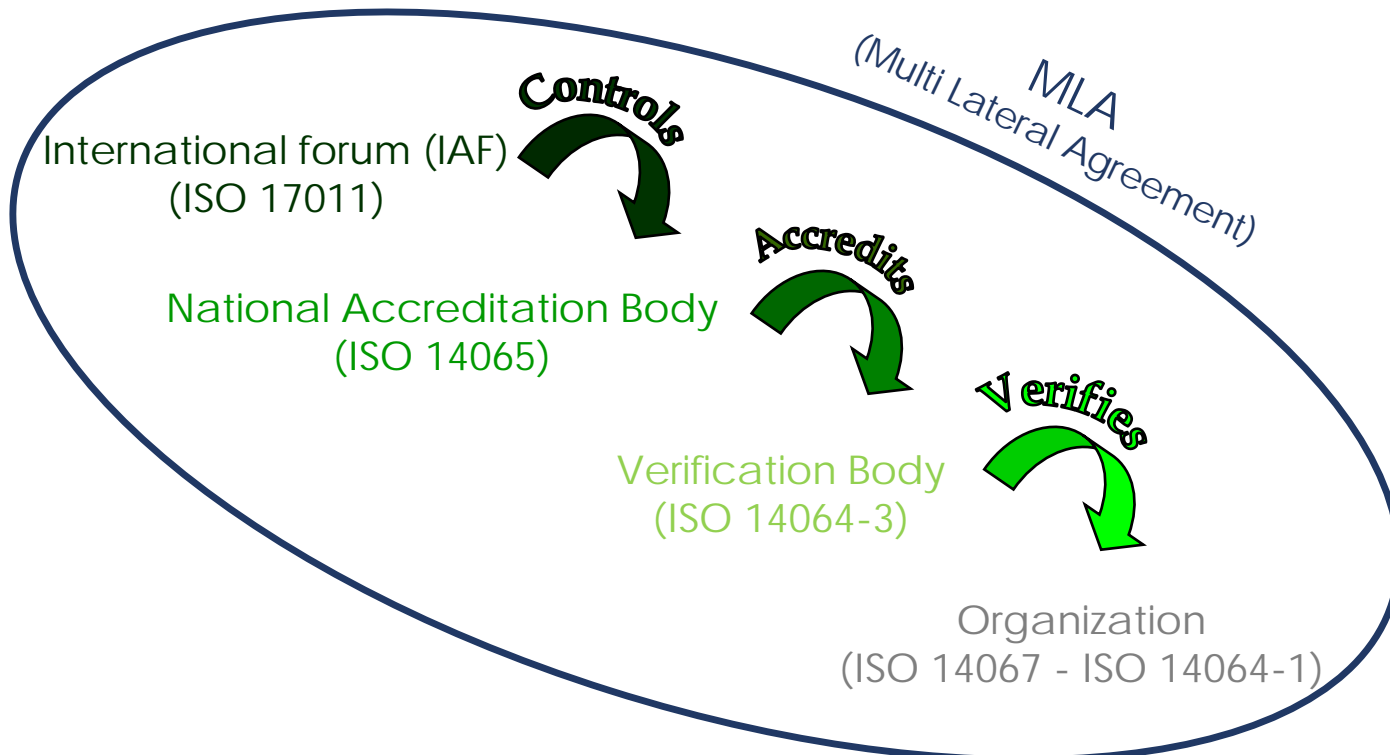 MLA
(Multi Lateral Agreement)
Controls
International forum (IAF)
(ISO 17011)
Accredits
National Accreditation Body
(ISO 14065)
Verifies
Verification Body
(ISO 14064-3)
Organization
(ISO 14067 - ISO 14064-1)